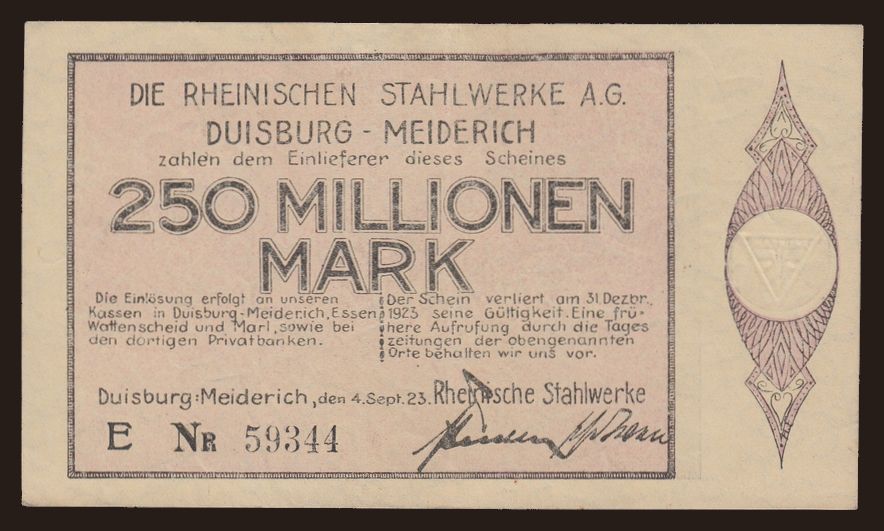 DIE RHEINISCHEN STAHLWERKE A.G.
DUISBURG - MEIDERICH
zahlen dem Einlieferer dieses Scheines
250 MILLIONEN
MARK
Die Einlösung erfolgt an unseren
Kassen in Duisburg-Meiderich, Essen,
Wattenscheid und Marl, sowie bei
den dortigen Privatbanken.
Der Schein verliert am 31. Dezbr.
1923 seine Gültigkeit. Eine frü-
here Aufrufung durch die Tages
zeitungen der obengenannten
Orte behalten wir uns vor.
Duisburg-Meiderich, den 4. Sept. 23. Rheinische Stahlwerke
E NR 59344